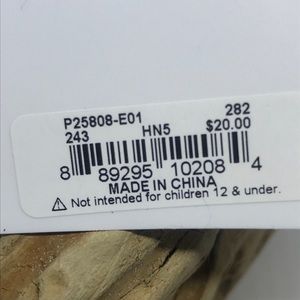 P25808-E01 282
243 HN5 $20.00
8 89295 10208 4
MADE IN CHINA
⚠ Not intended for children 12 & under.